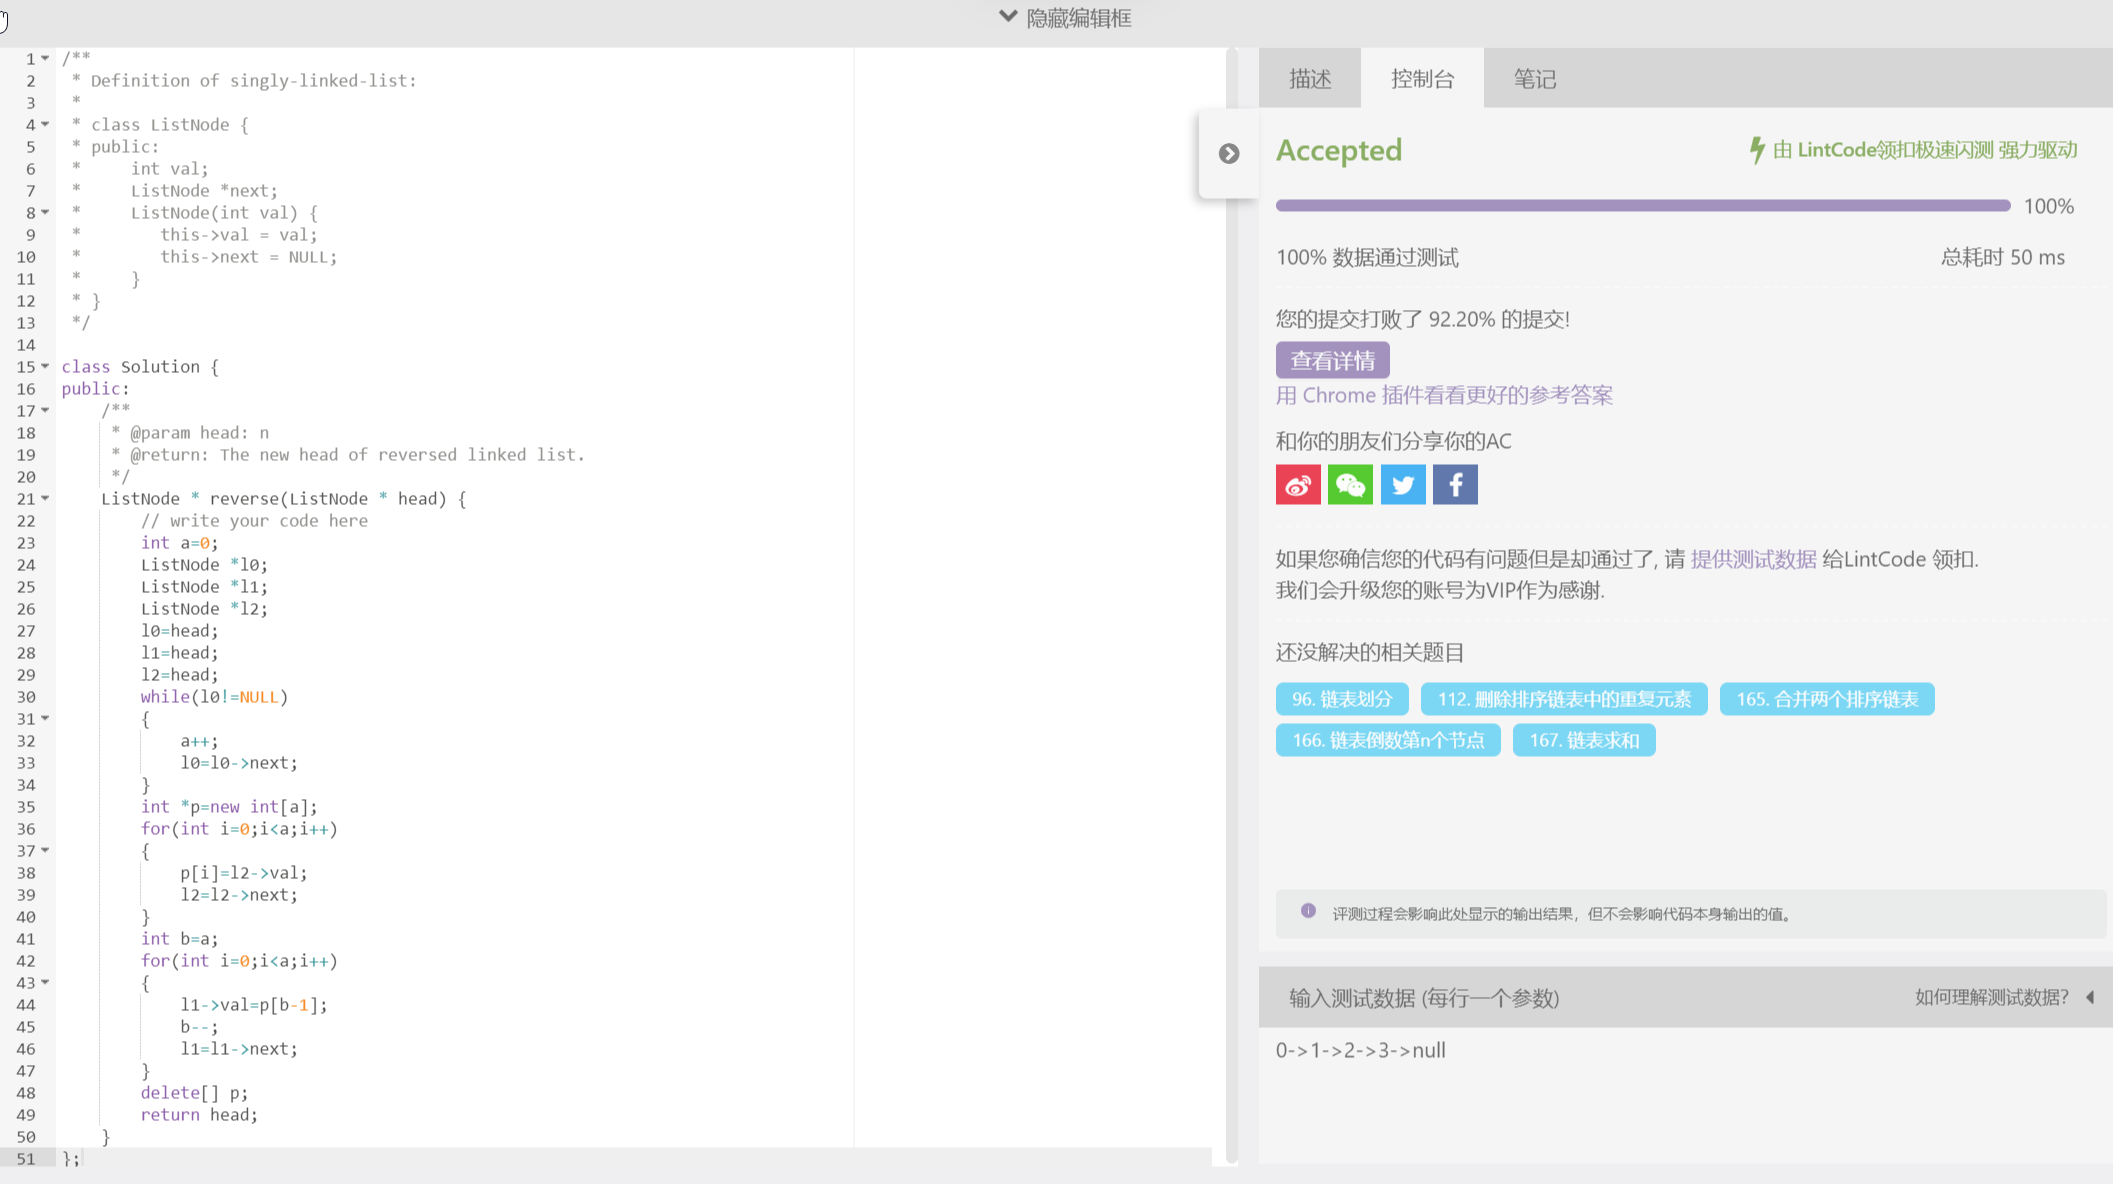 隐藏编辑框
1 /**
2  * Definition of singly-linked-list:
3  *
4  * class ListNode {
5  * public:
6  *     int val;
7  *     ListNode *next;
8  *     ListNode(int val) {
9  *        this->val = val;
10  *        this->next = NULL;
11  *     }
12  * }
13  */
14
15 class Solution {
16 public:
17     /**
18      * @param head: n
19      * @return: The new head of reversed linked list.
20      */
21     ListNode * reverse(ListNode * head) {
22         // write your code here
23         int a=0;
24         ListNode *l0;
25         ListNode *l1;
26         ListNode *l2;
27         l0=head;
28         l1=head;
29         l2=head;
30         while(l0!=NULL)
31         {
32             a++;
33             l0=l0->next;
34         }
35         int *p=new int[a];
36         for(int i=0;i<a;i++)
37         {
38             p[i]=l2->val;
39             l2=l2->next;
40         }
41         int b=a;
42         for(int i=0;i<a;i++)
43         {
44             l1->val=p[b-1];
45             b--;
46             l1=l1->next;
47         }
48         delete[] p;
49         return head;
50     }
51 };
描述 控制台 笔记
Accepted 由 LintCode领扣极速闪测 强力驱动
100%
100% 数据通过测试 总耗时 50 ms
您的提交打败了 92.20% 的提交!
查看详情
用 Chrome 插件看看更好的参考答案
和你的朋友们分享你的AC
如果您确信您的代码有问题但是却通过了, 请 提供测试数据 给LintCode 领扣.
我们会升级您的账号为VIP作为感谢.
还没解决的相关题目
96. 链表划分 112. 删除排序链表中的重复元素 165. 合并两个排序链表
166. 链表倒数第n个节点 167. 链表求和
评测过程会影响此处显示的输出结果，但不会影响代码本身输出的值。
输入测试数据 (每行一个参数) 如何理解测试数据?
0->1->2->3->null